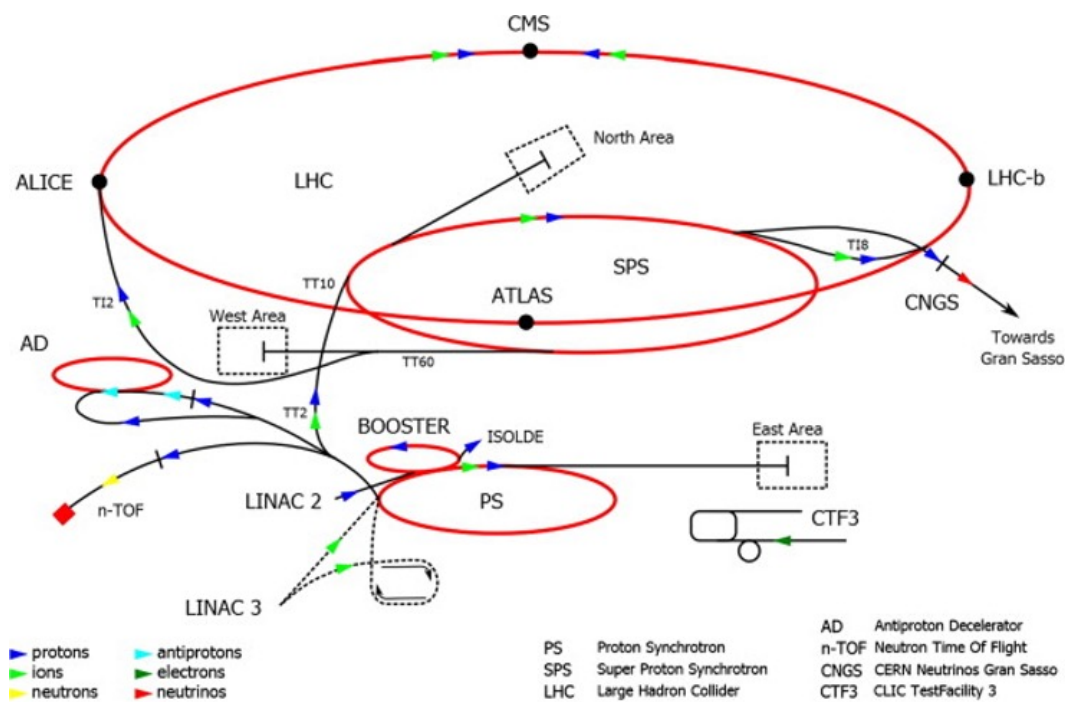 CMS
North Area
ALICE
LHC
LHC-b
TI8
SPS
TT10
ATLAS
CNGS
TI2
West Area
Towards
Gran Sasso
AD
TT60
TT2
BOOSTER
ISOLDE
East Area
LINAC 2
PS
n-TOF
CTF3
LINAC 3
protons
ions
neutrons
antiprotons
electrons
neutrinos
PS Proton Synchrotron
SPS Super Proton Synchrotron
LHC Large Hadron Collider
AD Antiproton Decelerator
n-TOF Neutron Time Of Flight
CNGS CERN Neutrinos Gran Sasso
CTF3 CLIC TestFacility 3